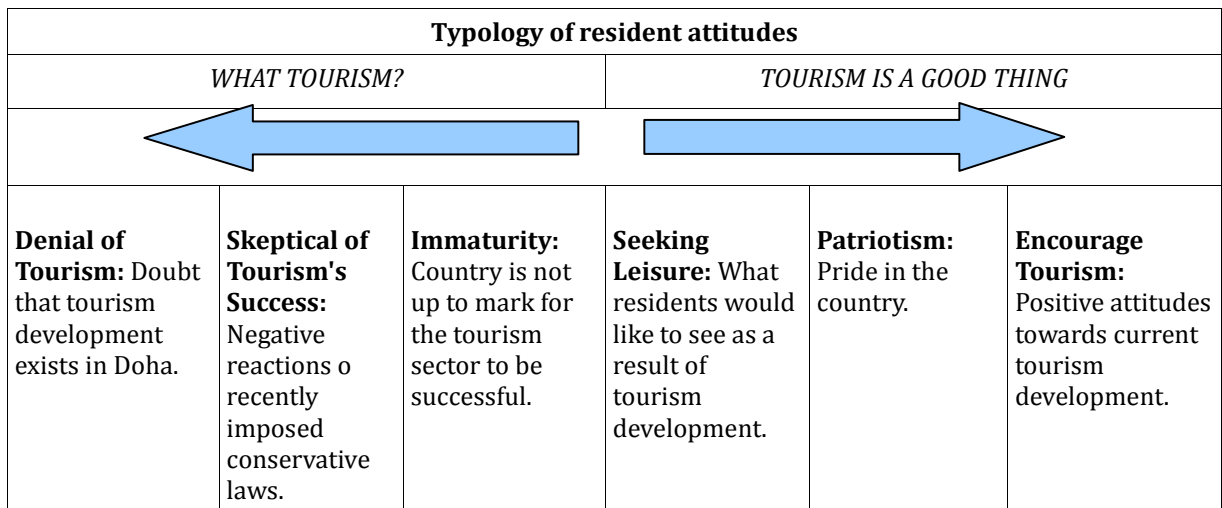 Typology of resident attitudes
WHAT TOURISM?
TOURISM IS A GOOD THING
Denial of
Tourism: Doubt
that tourism
development
exists in Doha.
Skeptical of
Tourism's
Success:
Negative
reactions o
recently
imposed
conservative
laws.
Immaturity:
Country is not
up to mark for
the tourism
sector to be
successful.
Seeking
Leisure: What
residents would
like to see as a
result of
tourism
development.
Patriotism:
Pride in the
country.
Encourage
Tourism:
Positive attitudes
towards current
tourism
development.